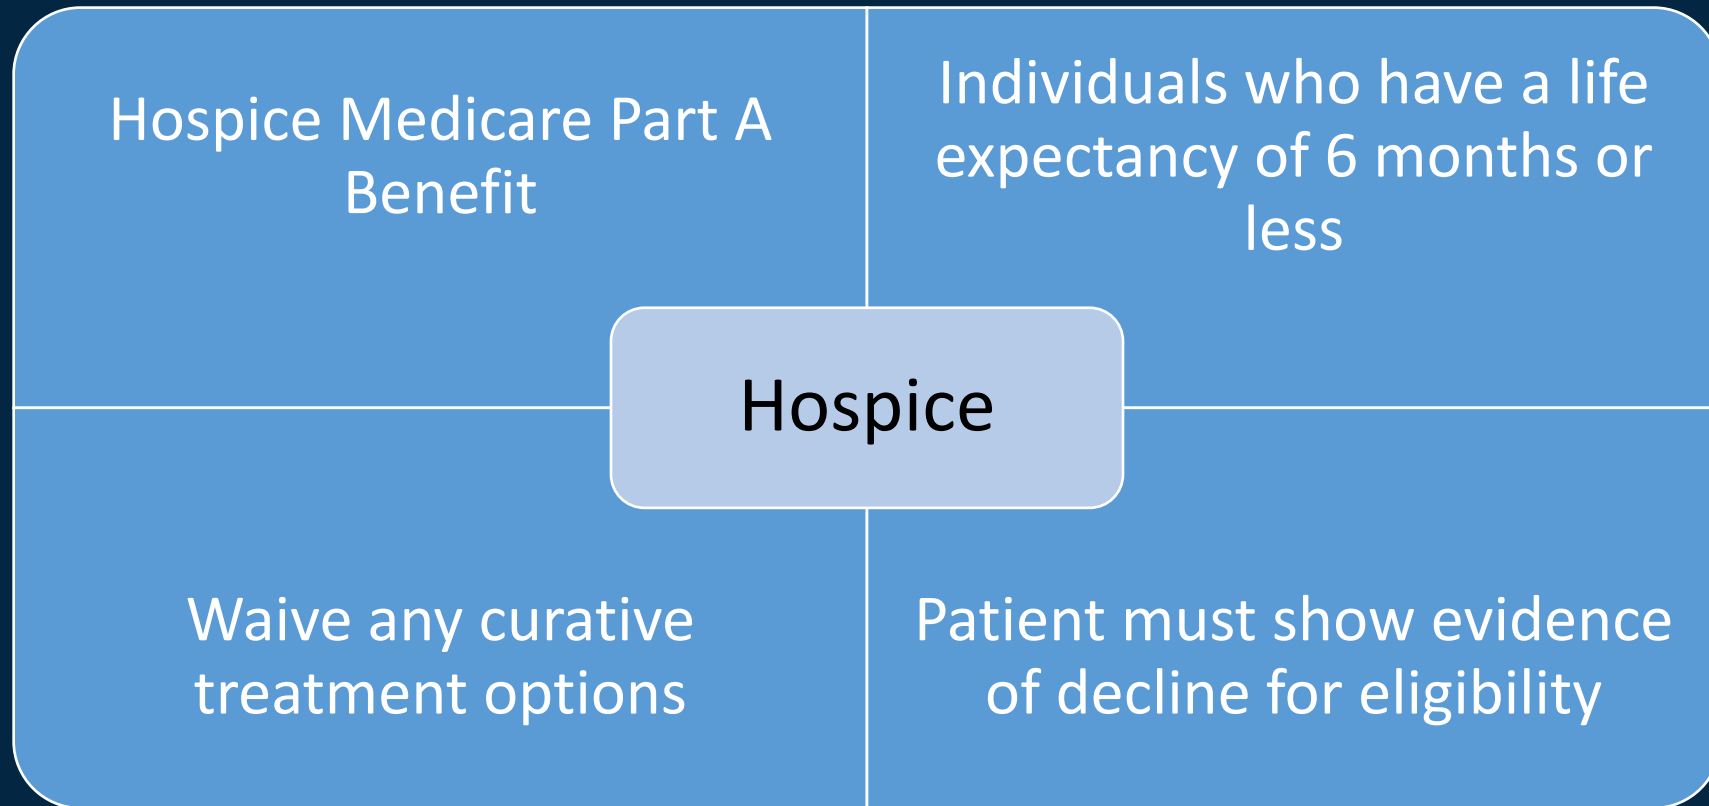 Hospice Medicare Part A
Benefit
Individuals who have a life
expectancy of 6 months or
less
Hospice
Waive any curative
treatment options
Patient must show evidence
of decline for eligibility